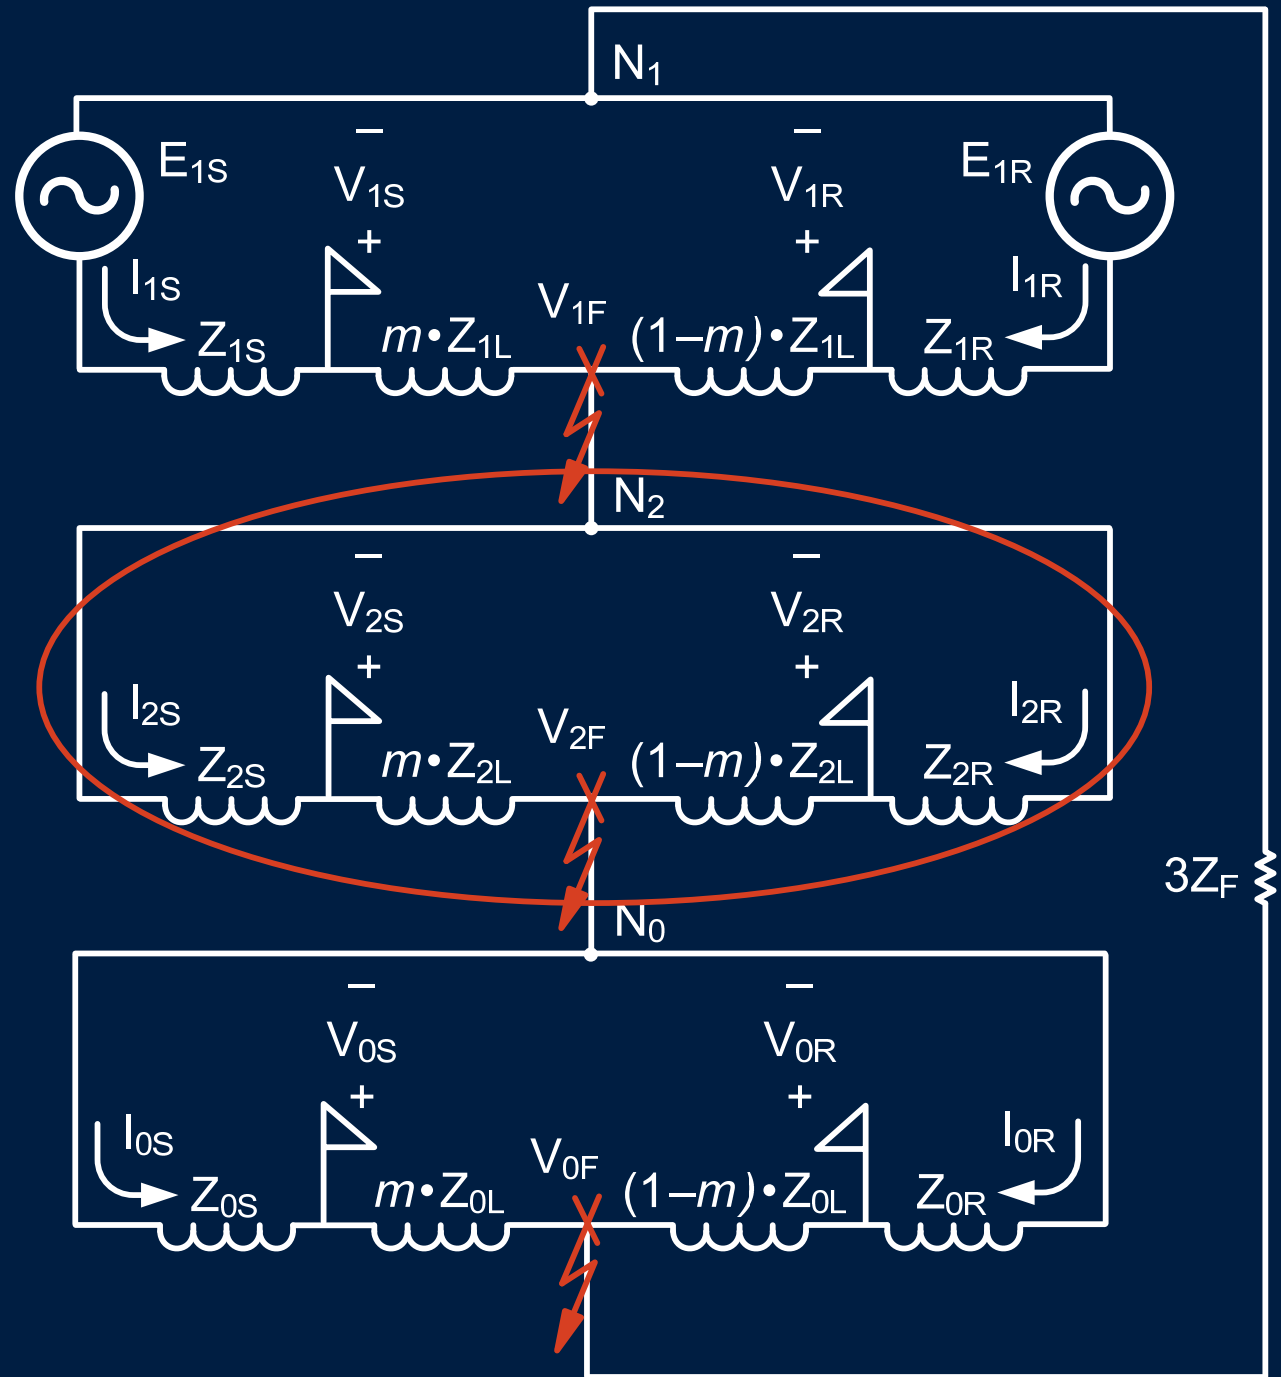 N₁
E₁S E₁R
– –
V₁S V₁R
+ +
I₁S I₁R
V₁F
Z₁S m•Z₁L (1–m)•Z₁L Z₁R
N₂
– –
V₂S V₂R
+ +
I₂S I₂R
V₂F
Z₂S m•Z₂L (1–m)•Z₂L Z₂R
3Z_F
N₀
– –
V₀S V₀R
+ +
I₀S I₀R
V₀F
Z₀S m•Z₀L (1–m)•Z₀L Z₀R